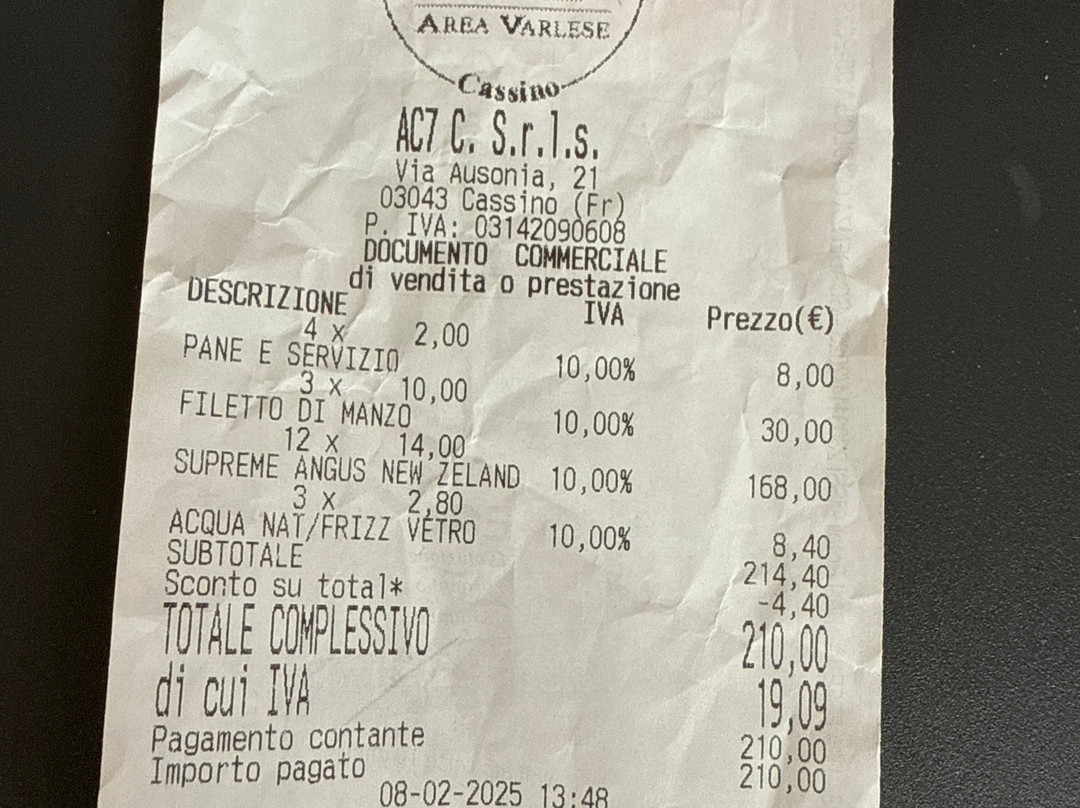 AREA VARLESE
Cassino
AC7 C. S.r.l.s.
Via Ausonia, 21
03043 Cassino (Fr)
P. IVA: 03142090608
DOCUMENTO COMMERCIALE
di vendita o prestazione
DESCRIZIONE IVA Prezzo(€)
4 x 2,00
PANE E SERVIZIO 10,00% 8,00
3 x 10,00
FILETTO DI MANZO 10,00% 30,00
12 x 14,00
SUPREME ANGUS NEW ZELAND 10,00% 168,00
3 x 2,80
ACQUA NAT/FRIZZ VETRO 10,00% 8,40
SUBTOTALE 214,40
Sconto su total* -4,40
TOTALE COMPLESSIVO 210,00
di cui IVA 19,09
Pagamento contante 210,00
Importo pagato 210,00
08-02-2025 13:48